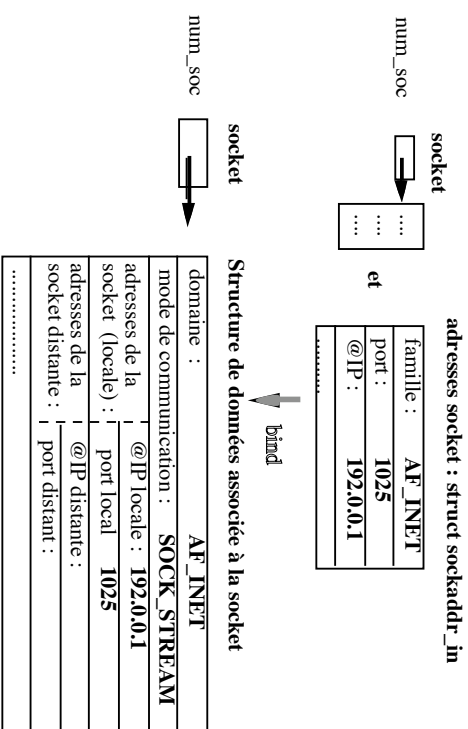 socket
adresses socket : struct sockaddr_in
num_soc
...
...
...
et
famille : AF_INET
port : 1025
@IP : 192.0.0.1
..........
bind
socket
Structure de données associée à la socket
num_soc
domaine : AF_INET
mode de communication : SOCK_STREAM
adresses de la
socket (locale) :
@IP locale : 192.0.0.1
port local 1025
adresses de la
socket distante :
@IP distante :
port distant :
...................